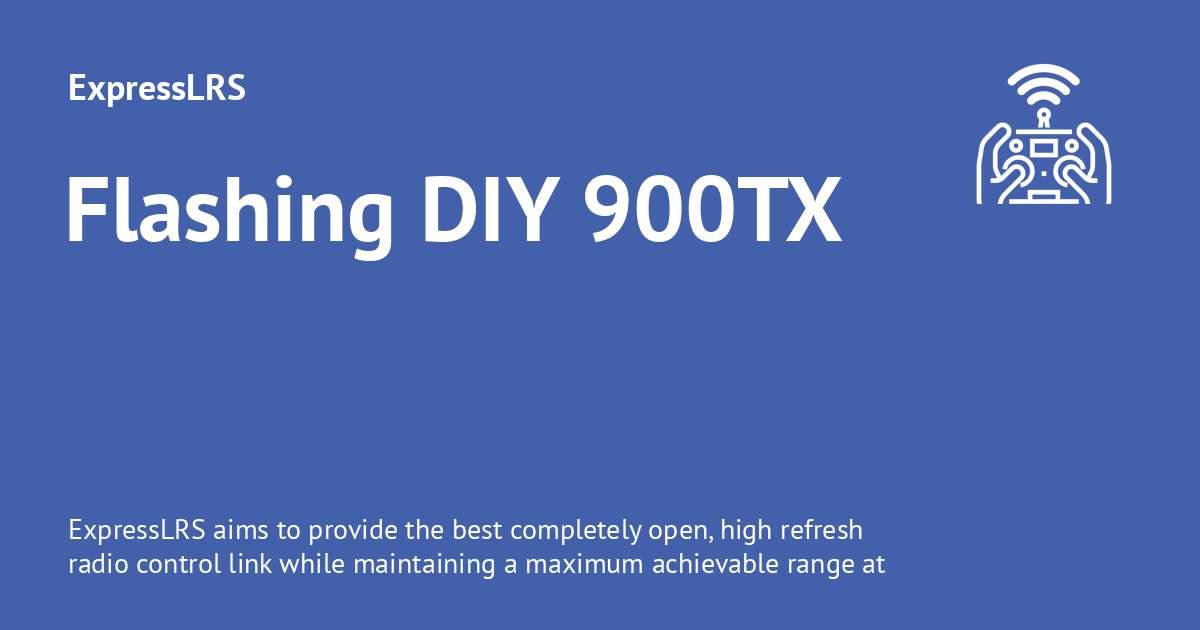 ExpressLRS
Flashing DIY 900TX
ExpressLRS aims to provide the best completely open, high refresh
radio control link while maintaining a maximum achievable range at